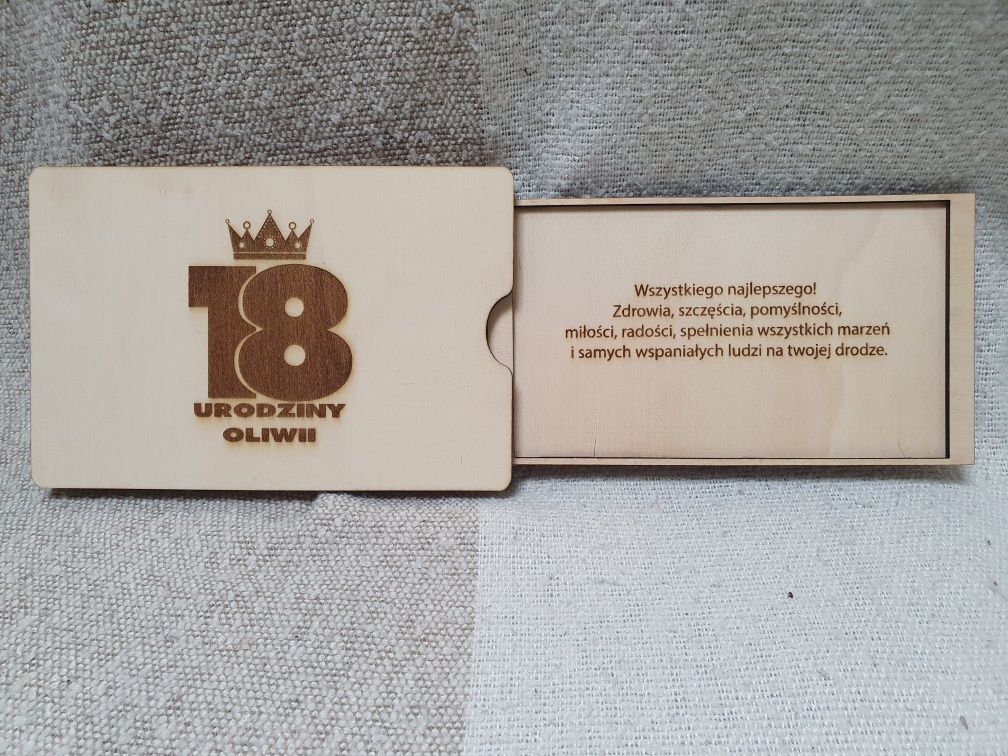 18
URODZINY
OLIWII
Wszystkiego najlepszego!
Zdrowia, szczęścia, pomyślności,
miłości, radości, spełnienia wszystkich marzeń
i samych wspaniałych ludzi na twojej drodze.